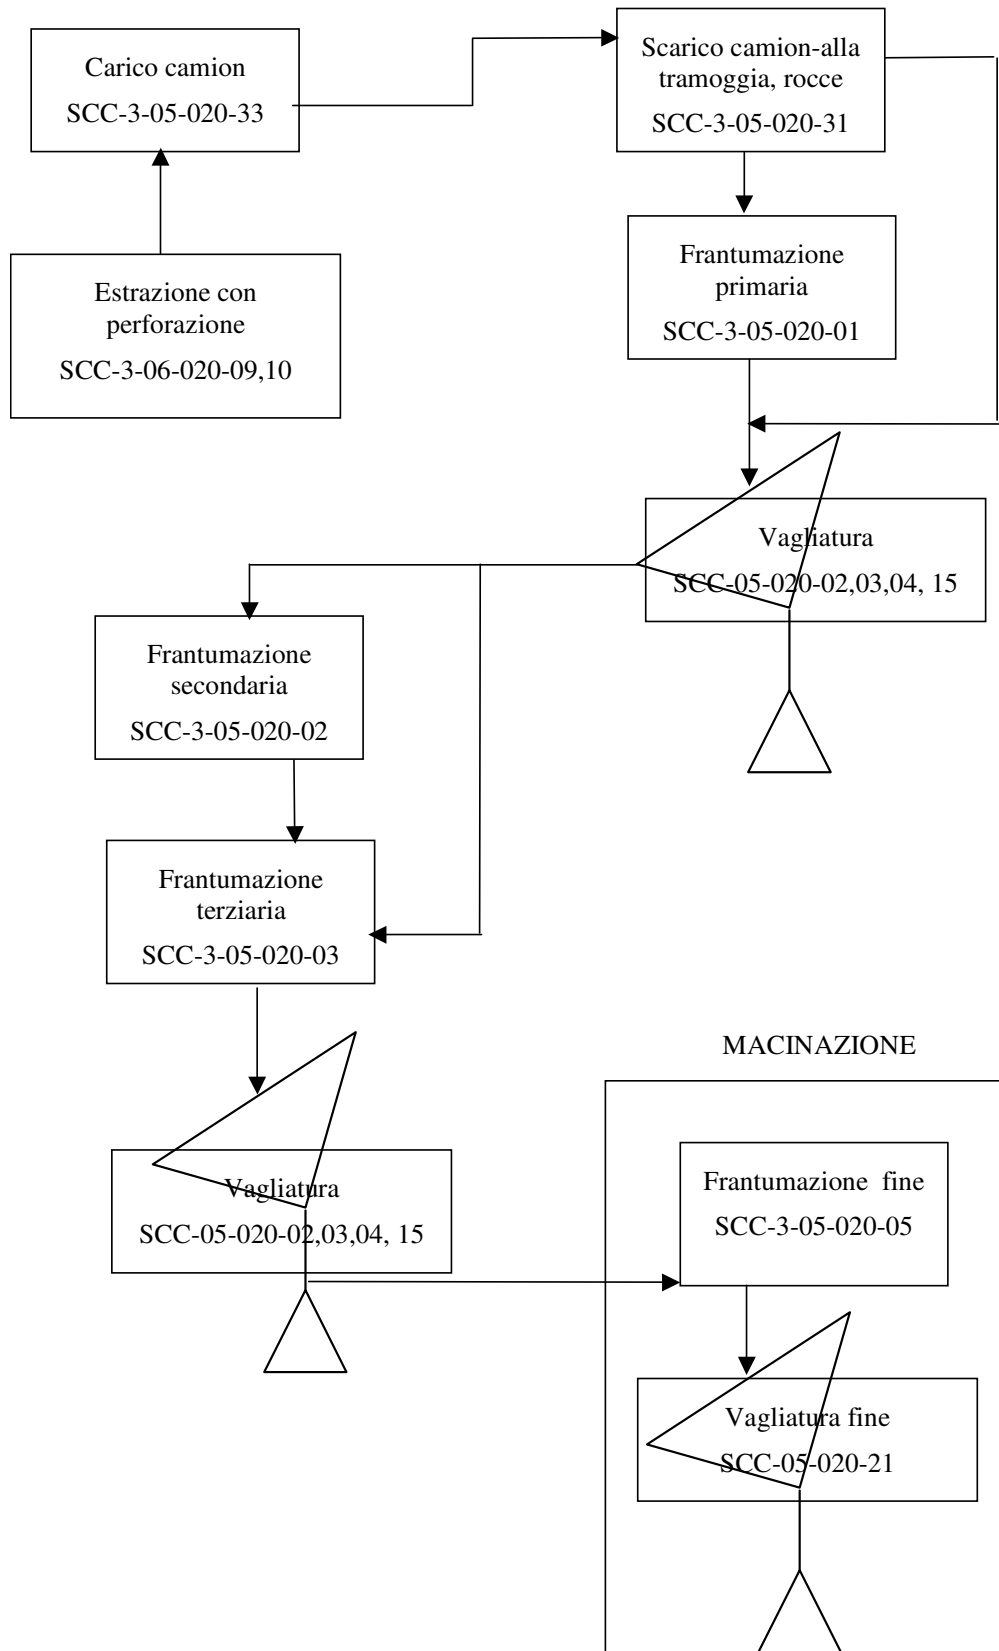 Carico camion
SCC-3-05-020-33
Scarico camion-alla
tramoggia, rocce
SCC-3-05-020-31
Estrazione con
perforazione
SCC-3-06-020-09,10
Frantumazione
primaria
SCC-3-05-020-01
Vagliatura
SCC-05-020-02,03,04, 15
Frantumazione
secondaria
SCC-3-05-020-02
Frantumazione
terziaria
SCC-3-05-020-03
Vagliatura
SCC-05-020-02,03,04, 15
MACINAZIONE
Frantumazione  fine
SCC-3-05-020-05
Vagliatura fine
SCC-05-020-21